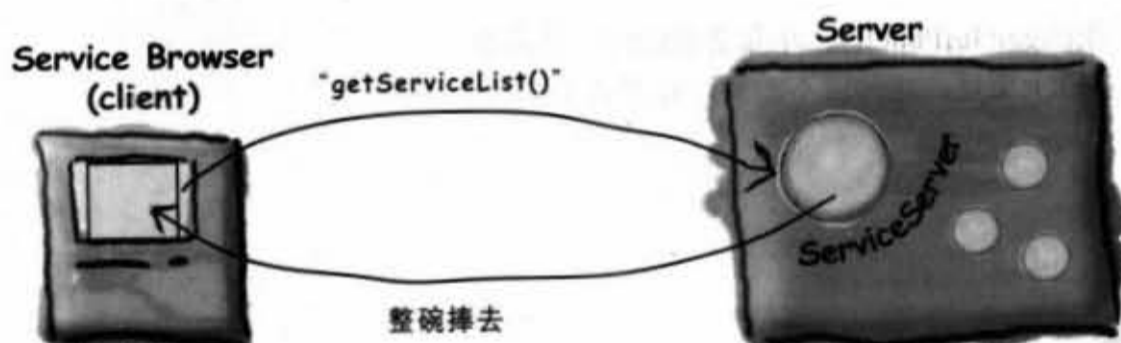 Service Browser
(client)
"getServiceList()"
Server
ServiceServer
整碗捧去